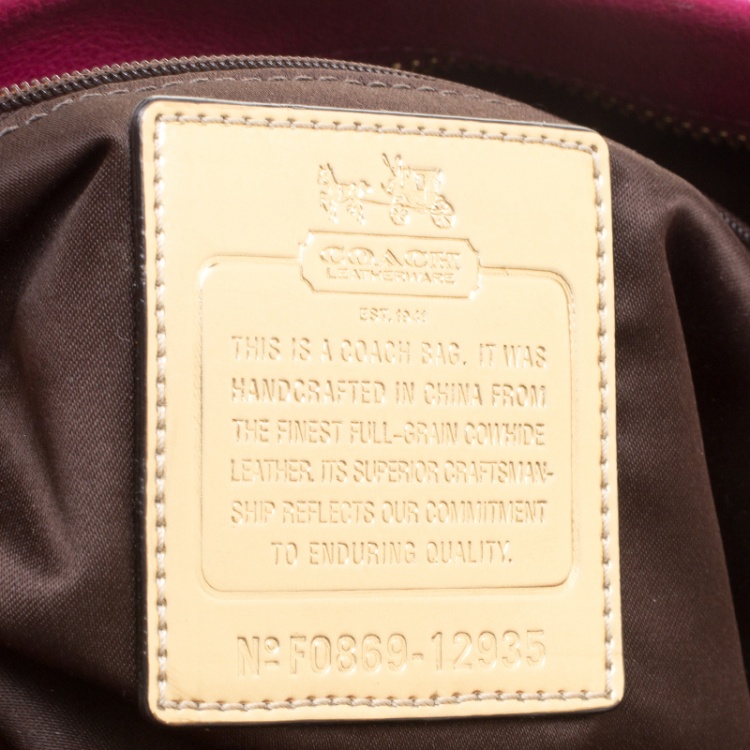 COACH
LEATHERWARE
EST. 1941
THIS IS A COACH BAG. IT WAS
HANDCRAFTED IN CHINA FROM
THE FINEST FULL-GRAIN COWHIDE
LEATHER. ITS SUPERIOR CRAFTSMAN-
SHIP REFLECTS OUR COMMITMENT
TO ENDURING QUALITY.
Nº F0869-12935